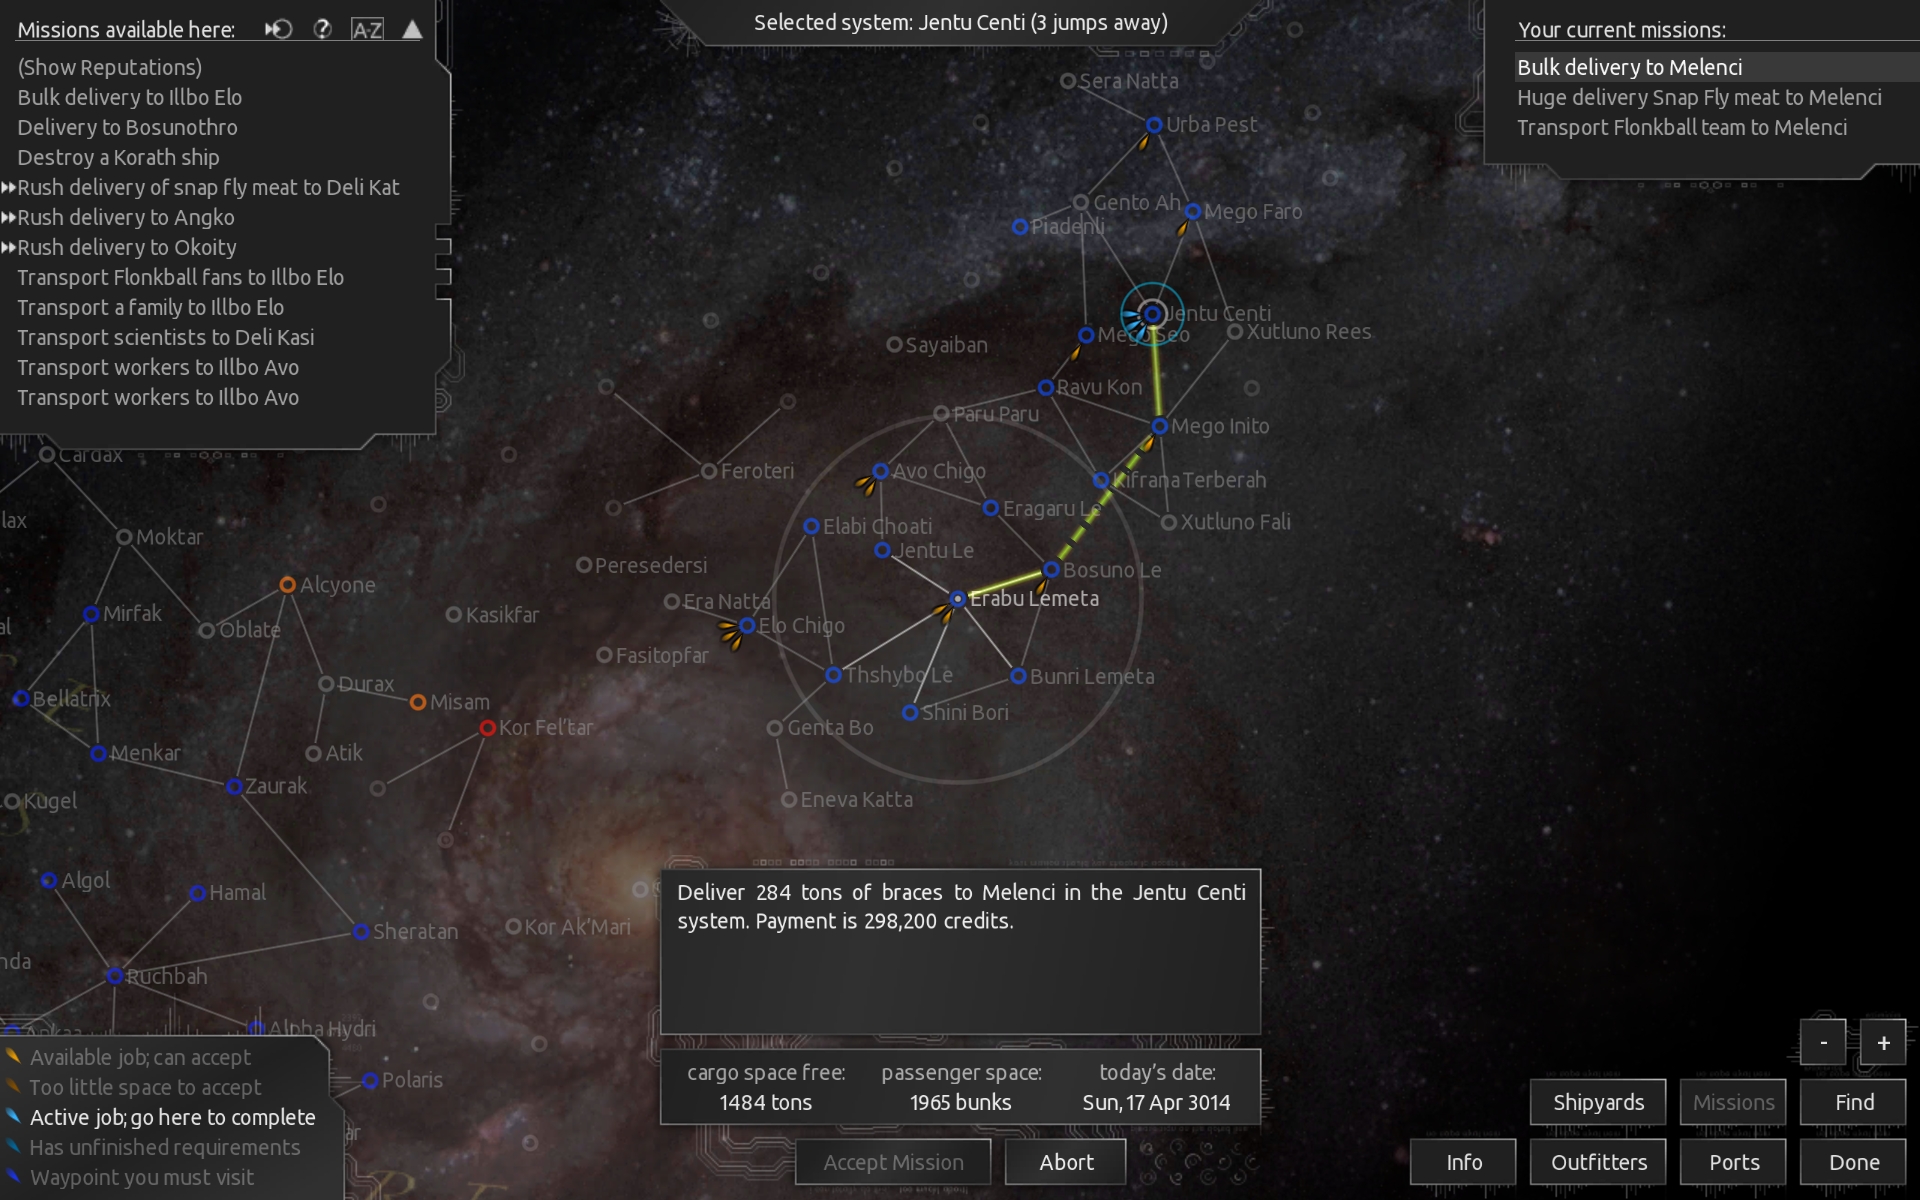 Missions available here:
A-Z
(Show Reputations)
Bulk delivery to Illbo Elo
Delivery to Bosunothro
Destroy a Korath ship
Rush delivery of snap fly meat to Deli Kat
Rush delivery to Angko
Rush delivery to Okoity
Transport Flonkball fans to Illbo Elo
Transport a family to Illbo Elo
Transport scientists to Deli Kasi
Transport workers to Illbo Avo
Transport workers to Illbo Avo
Selected system: Jentu Centi (3 jumps away)
Your current missions:
Bulk delivery to Melenci
Huge delivery Snap Fly meat to Melenci
Transport Flonkball team to Melenci
Sera Natta
Urba Pest
Gento Ah
Mego Faro
Piadenli
Jentu Centi
Xutluno Rees
Mego Seo
Sayaiban
Ravu Kon
Paru Paru
Mego Inito
Cardax
Feroteri
Avo Chigo
Kifrana Terberah
Eragaru Le
lax
Xutluno Fali
Elabi Choati
Moktar
Jentu Le
Peresedersi
Bosuno Le
Alcyone
Era Natta
Erabu Lemeta
Mirfak
Kasikfar
al
Oblate
Elo Chigo
Fasitopfar
Thshybo Le
Bunri Lemeta
Durax
Bellatrix
Misam
Shini Bori
Kor Fel'tar
Genta Bo
Menkar
Atik
Zaurak
Kugel
Eneva Katta
Algol
Hamal
Kor Ak'Mari
Sheratan
nda
Ruchbah
Ankaa
Alpha Hydri
Polaris
ar
Deliver 284 tons of braces to Melenci in the Jentu Centi
system. Payment is 298,200 credits.
cargo space free: passenger space: today's date:
1484 tons 1965 bunks Sun, 17 Apr 3014
Accept Mission Abort
Available job; can accept
Too little space to accept
Active job; go here to complete
Has unfinished requirements
Waypoint you must visit
- +
Shipyards Missions Find
Info Outfitters Ports Done